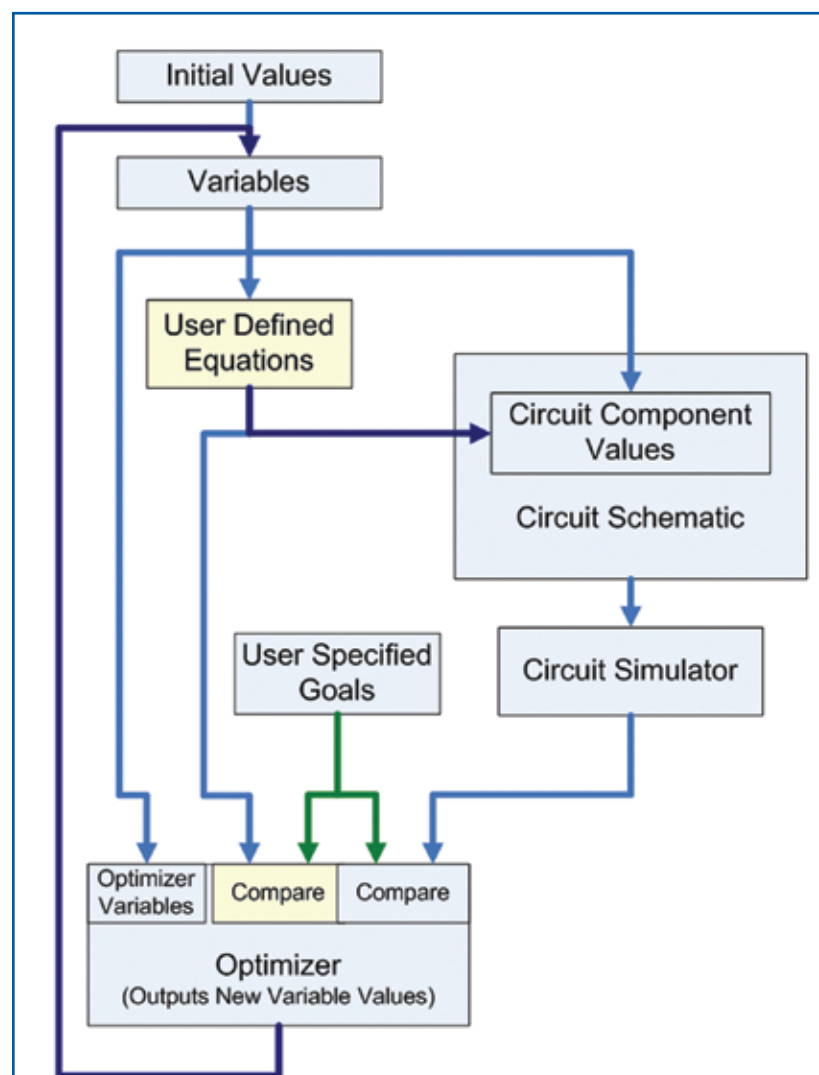 Initial Values
Variables
User Defined
Equations
Circuit Component
Values
Circuit Schematic
User Specified
Goals
Circuit Simulator
Optimizer
Variables
Compare
Compare
Optimizer
(Outputs New Variable Values)